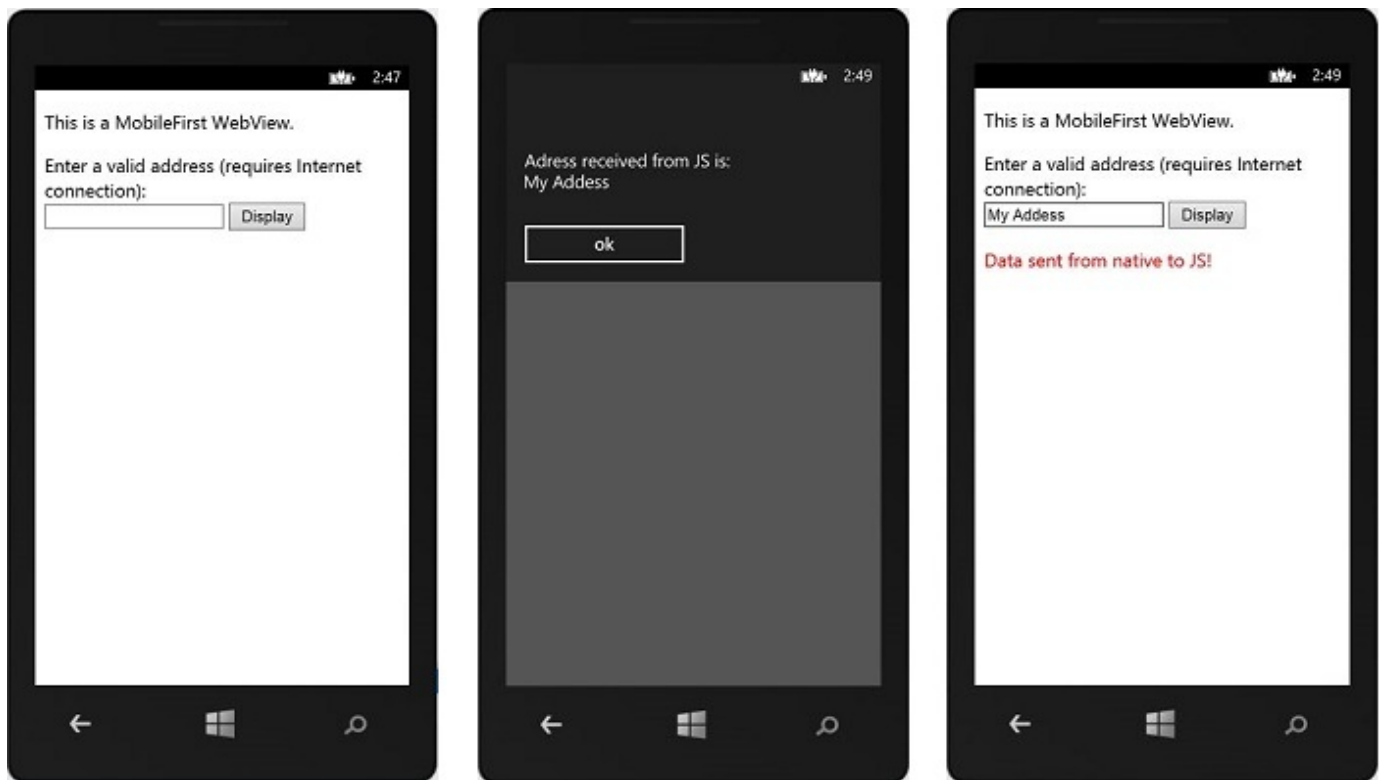 2:47
This is a MobileFirst WebView.
Enter a valid address (requires Internet
connection):
Display
2:49
Adress received from JS is:
My Addess
ok
2:49
This is a MobileFirst WebView.
Enter a valid address (requires Internet
connection):
My Addess Display
Data sent from native to JS!